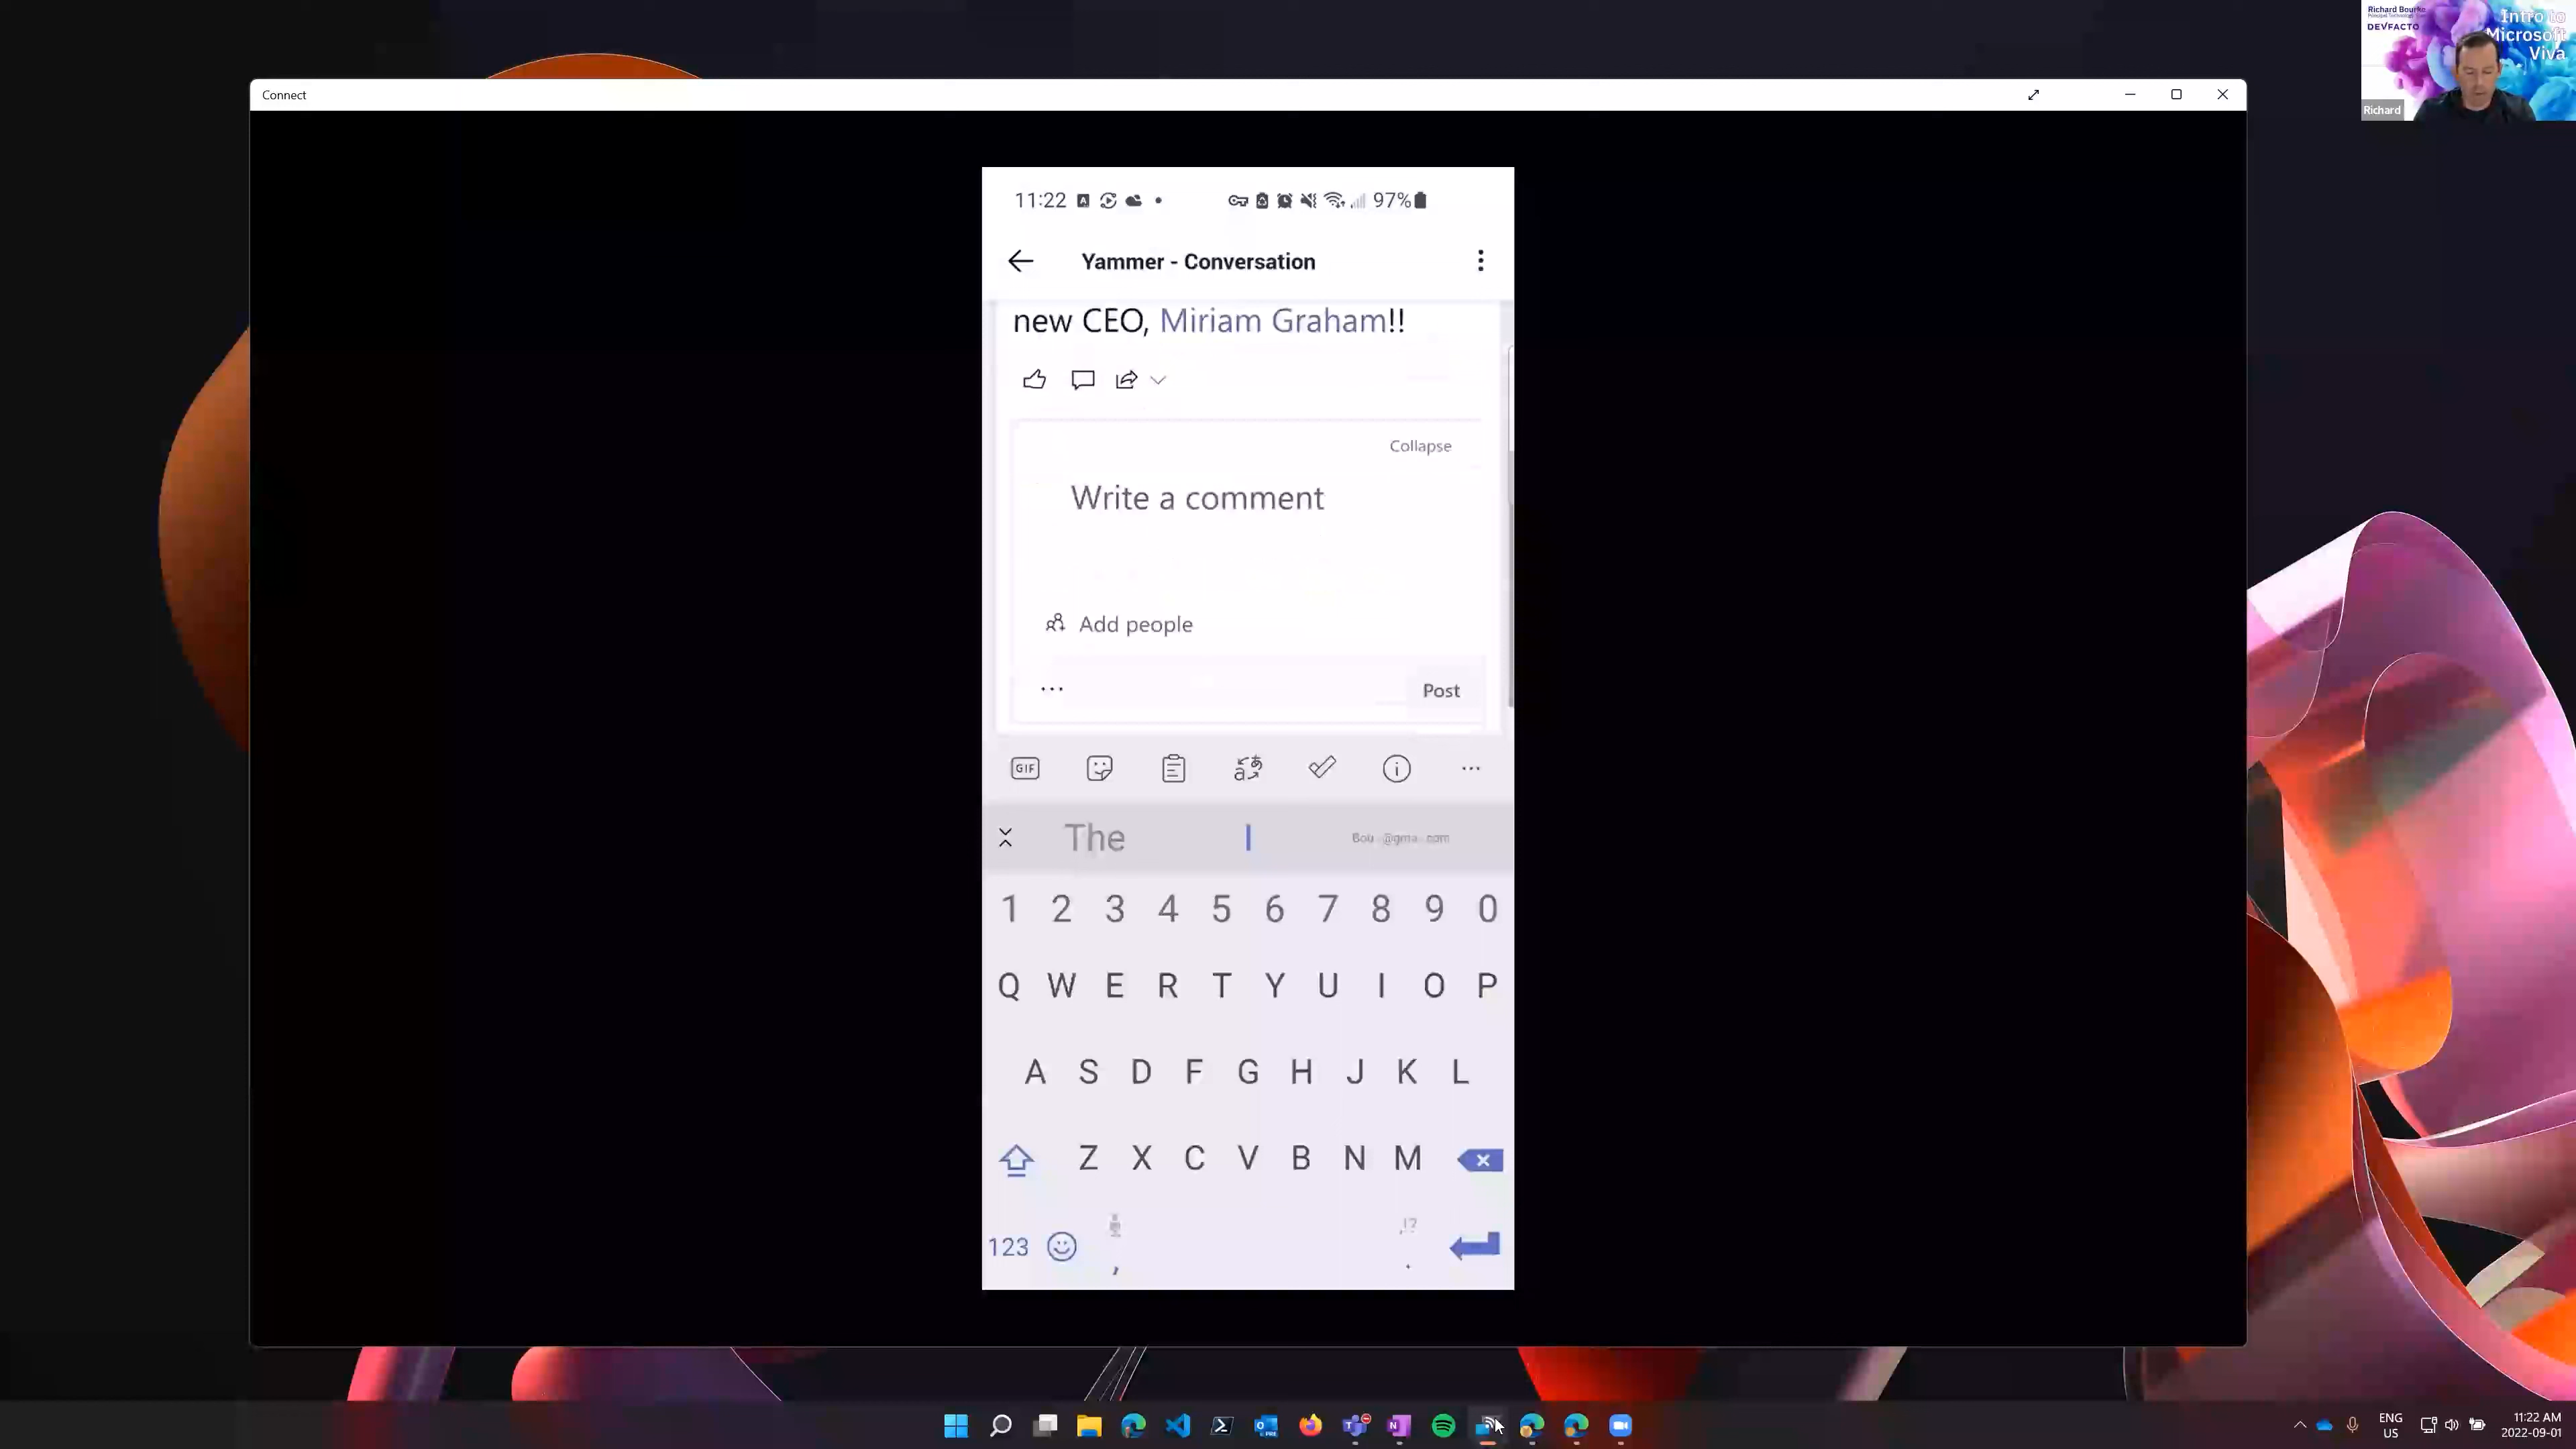 Connect
Richard Bourke
DEVFACTO
Intro to
Microsoft
Viva
Richard
11:22
97%
Yammer - Conversation
new CEO, Miriam Graham!!
Collapse
Write a comment
Add people
Post
GIF
The I
1 2 3 4 5 6 7 8 9 0
Q W E R T Y U I O P
A S D F G H J K L
Z X C V B N M
!?
123 , .
ENG
US
11:22 AM
2022-09-01